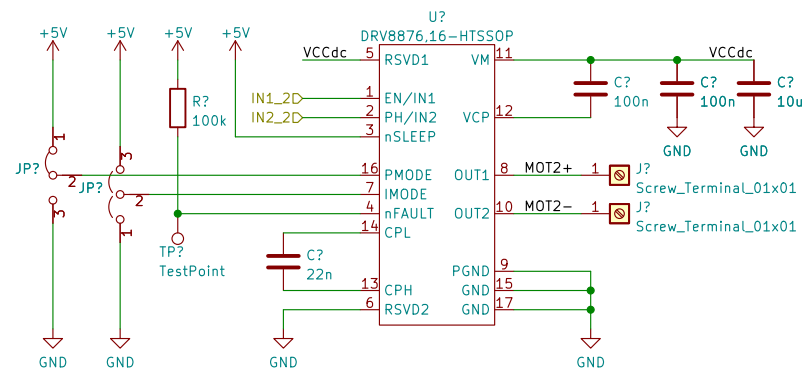 U?
DRV8876,16-HTSSOP
+5V +5V +5V +5V
VCCdc 5 RSVD1 VM 11 VCCdc
IN1_2 1 EN/IN1
C? 100n
C? 100n
C? 10u
R? 100k
IN2_2 2 PH/IN2 VCP 12
3 nSLEEP
GND GND
JP? 1 2 3
JP? 3 2 1
16 PMODE OUT1 8 MOT2+ 1 J?
Screw_Terminal_01x01
7 IMODE
4 nFAULT OUT2 10 MOT2- 1 J?
Screw_Terminal_01x01
14 CPL
TP?
TestPoint
C?
22n
PGND 9
13 CPH GND 15
6 RSVD2 GND 17
GND GND GND GND